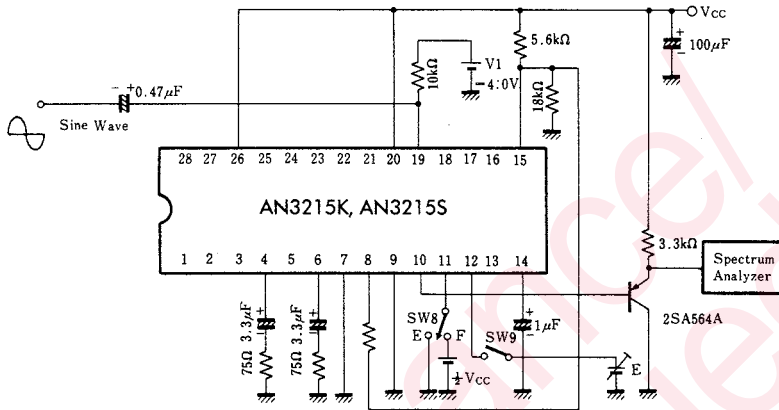 Vcc
5.6kΩ
100μF
0.47μF
10kΩ
V1
-4.0V
18kΩ
Sine Wave
28 27 26 25 24 23 22 21 20 19 18 17 16 15
AN3215K, AN3215S
1 2 3 4 5 6 7 8 9 10 11 12 13 14
3.3kΩ
Spectrum
Analyzer
2SA564A
75Ω 3.3μF
75Ω 3.3μF
SW8
E F
½Vcc
SW9
1μF
E